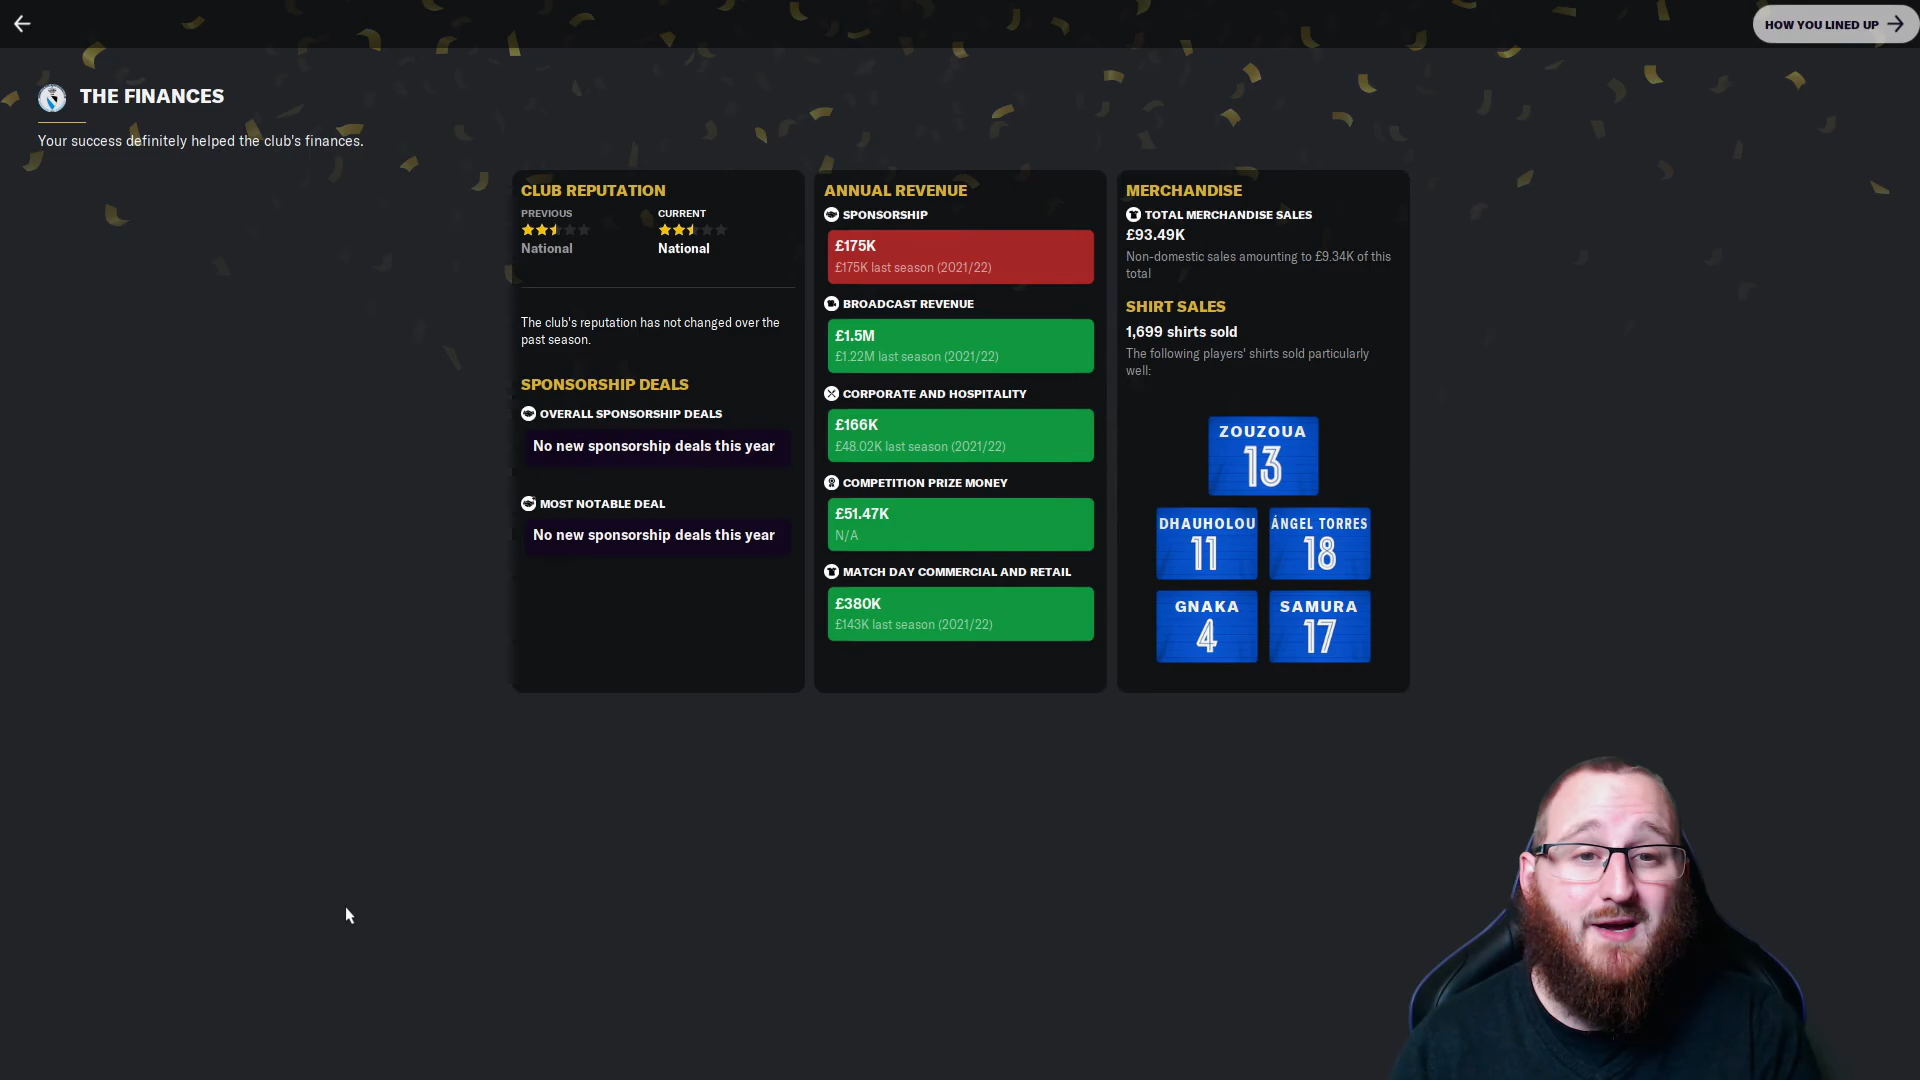 HOW YOU LINED UP
THE FINANCES
Your success definitely helped the club's finances.
CLUB REPUTATION
PREVIOUS
CURRENT
National
National
The club's reputation has not changed over the
past season.
SPONSORSHIP DEALS
OVERALL SPONSORSHIP DEALS
No new sponsorship deals this year
MOST NOTABLE DEAL
No new sponsorship deals this year
ANNUAL REVENUE
SPONSORSHIP
£175K
£175K last season (2021/22)
BROADCAST REVENUE
£1.5M
£1.22M last season (2021/22)
CORPORATE AND HOSPITALITY
£166K
£48.02K last season (2021/22)
COMPETITION PRIZE MONEY
£51.47K
N/A
MATCH DAY COMMERCIAL AND RETAIL
£380K
£143K last season (2021/22)
MERCHANDISE
TOTAL MERCHANDISE SALES
£93.49K
Non-domestic sales amounting to £9.34K of this
total
SHIRT SALES
1,699 shirts sold
The following players' shirts sold particularly
well:
ZOUZOUA
13
DHAUHOLOU
11
ÁNGEL TORRES
18
GNAKA
4
SAMURA
17